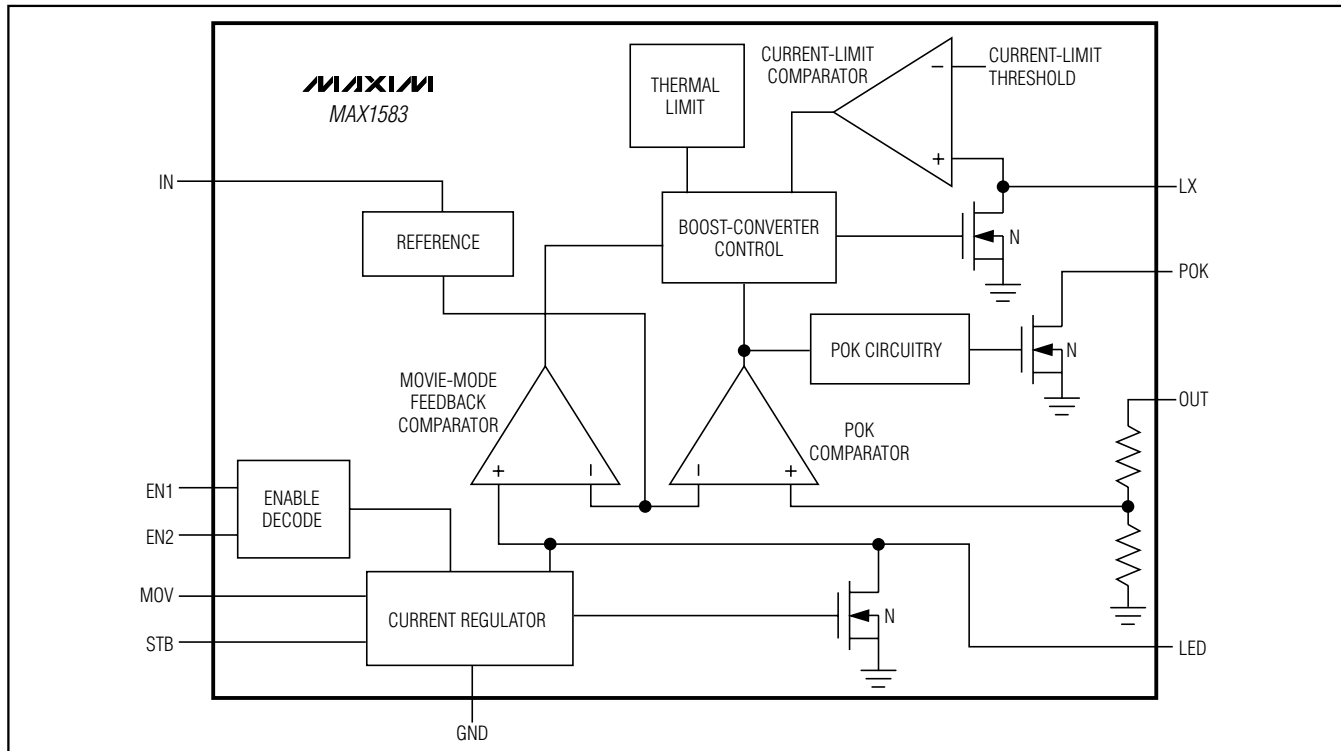 MAXIM
MAX1583
THERMAL
LIMIT
CURRENT-LIMIT
COMPARATOR
CURRENT-LIMIT
THRESHOLD
−
+
IN
LX
REFERENCE
BOOST-CONVERTER
CONTROL
N
POK
POK CIRCUITRY
N
MOVIE-MODE
FEEDBACK
COMPARATOR
OUT
POK
COMPARATOR
+
−
−
+
EN1
EN2
ENABLE
DECODE
MOV
STB
CURRENT REGULATOR
N
LED
GND